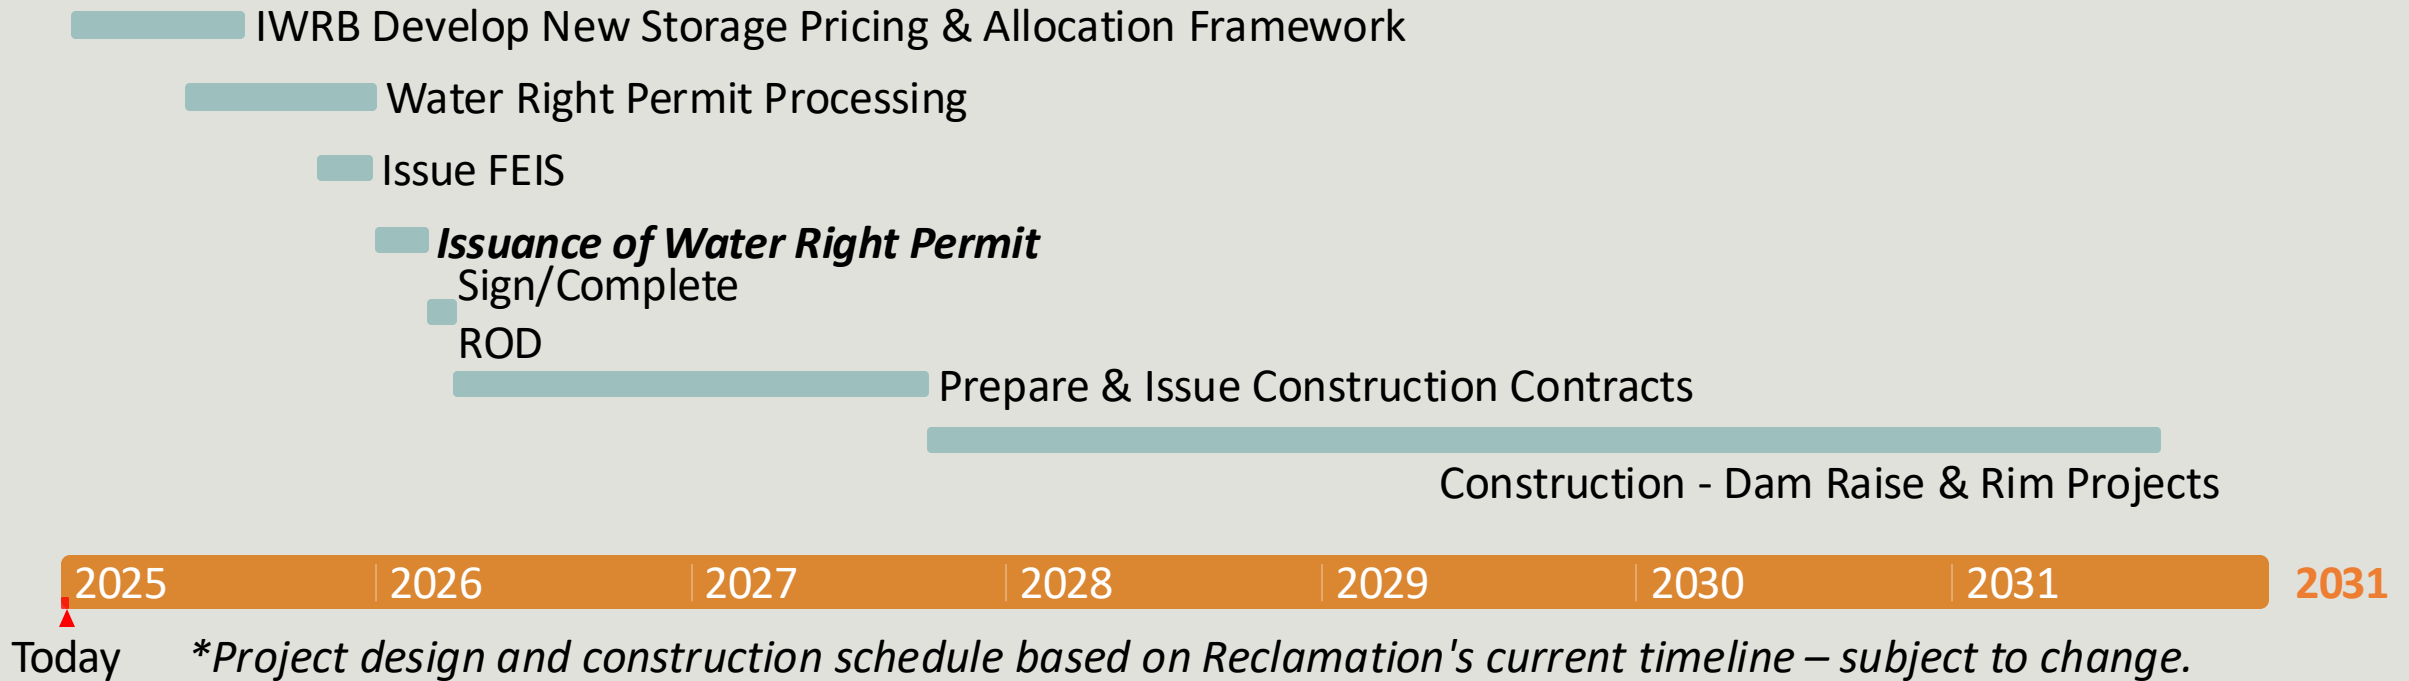 IWRB Develop New Storage Pricing & Allocation Framework
Water Right Permit Processing
Issue FEIS
Issuance of Water Right Permit
Sign/Complete
ROD
Prepare & Issue Construction Contracts
Construction - Dam Raise & Rim Projects
2025 2026 2027 2028 2029 2030 2031 2031
Today *Project design and construction schedule based on Reclamation's current timeline – subject to change.